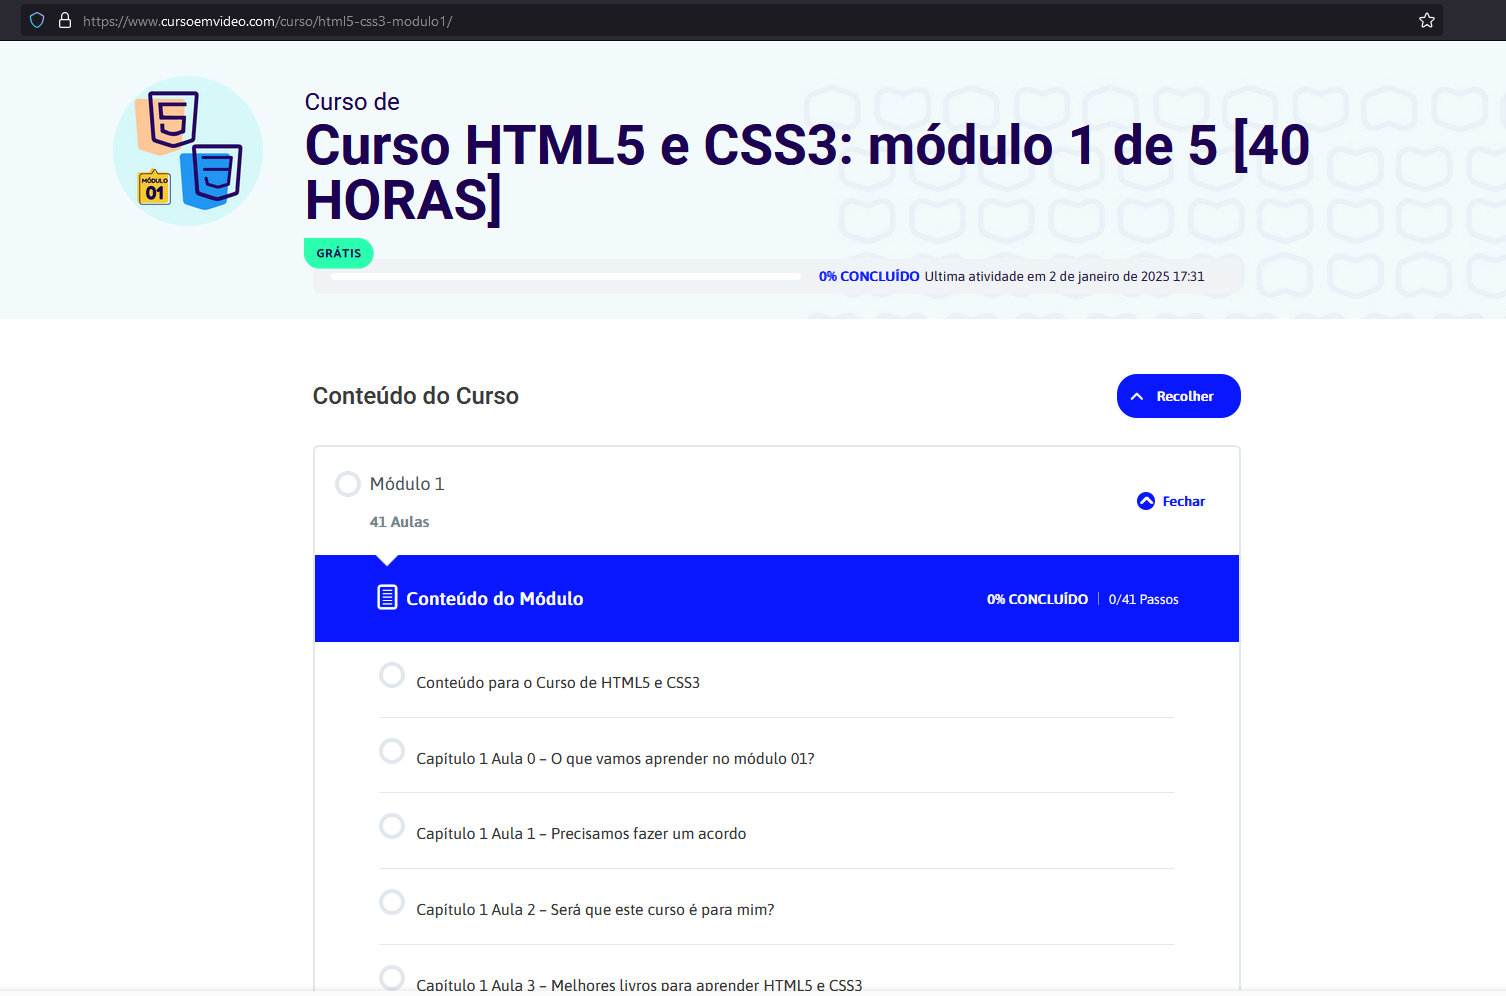 https://www.cursoemvideo.com/curso/html5-css3-modulo1/
Curso de
Curso HTML5 e CSS3: módulo 1 de 5 [40
HORAS]
MÓDULO
01
GRÁTIS
0% CONCLUÍDO Ultima atividade em 2 de janeiro de 2025 17:31
Conteúdo do Curso
Recolher
Módulo 1
41 Aulas
Fechar
Conteúdo do Módulo
0% CONCLUÍDO | 0/41 Passos
Conteúdo para o Curso de HTML5 e CSS3
Capítulo 1 Aula 0 – O que vamos aprender no módulo 01?
Capítulo 1 Aula 1 – Precisamos fazer um acordo
Capítulo 1 Aula 2 – Será que este curso é para mim?
Capítulo 1 Aula 3 – Melhores livros para aprender HTML5 e CSS3